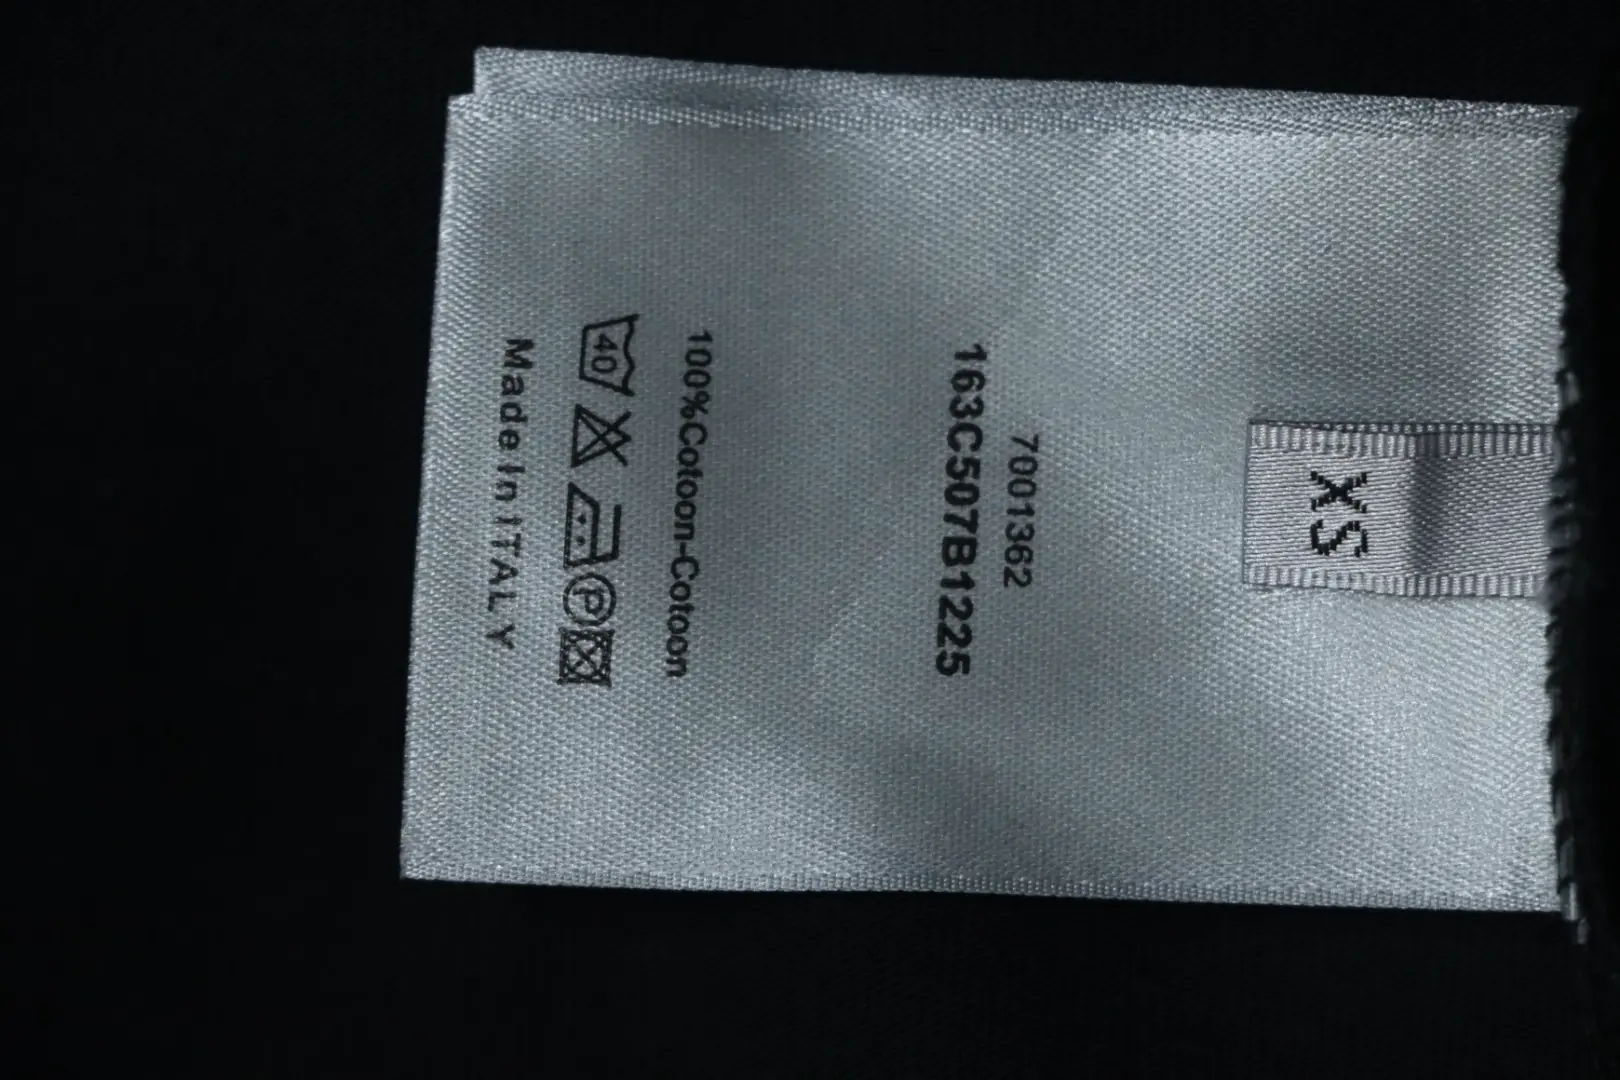 XS
7001362
163C507B1225
100%Cotoon-Cotoon
40
P
Made In ITALY